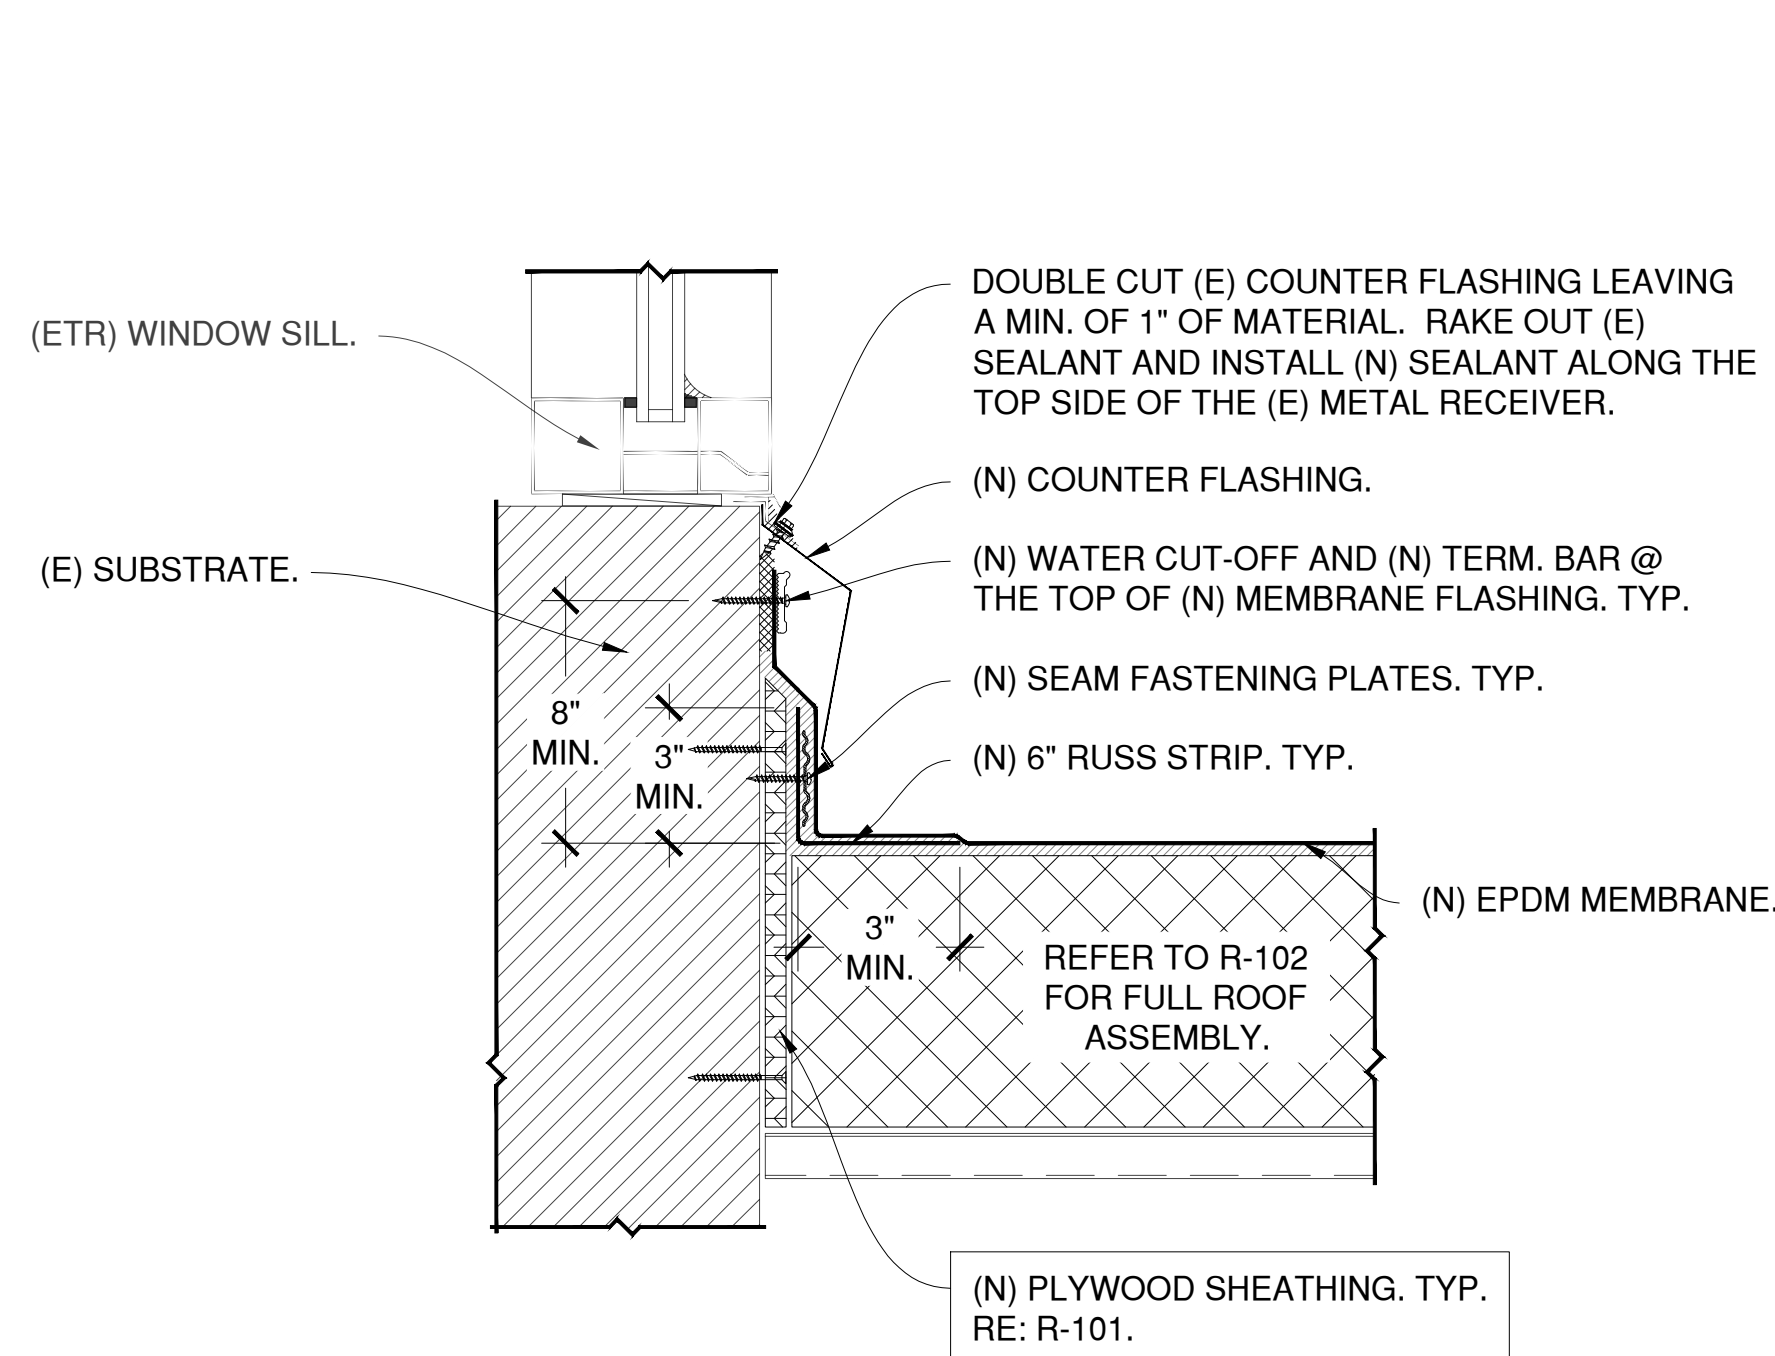 DOUBLE CUT (E) COUNTER FLASHING LEAVING
A MIN. OF 1" OF MATERIAL.  RAKE OUT (E)
SEALANT AND INSTALL (N) SEALANT ALONG THE
TOP SIDE OF THE (E) METAL RECEIVER.
(ETR) WINDOW SILL.
(N) COUNTER FLASHING.
(N) WATER CUT-OFF AND (N) TERM. BAR @
THE TOP OF (N) MEMBRANE FLASHING. TYP.
(E) SUBSTRATE.
(N) SEAM FASTENING PLATES. TYP.
8"
MIN.
3"
MIN.
(N) 6" RUSS STRIP. TYP.
(N) EPDM MEMBRANE.
3"
MIN.
REFER TO R-102
FOR FULL ROOF
ASSEMBLY.
(N) PLYWOOD SHEATHING. TYP.
RE: R-101.